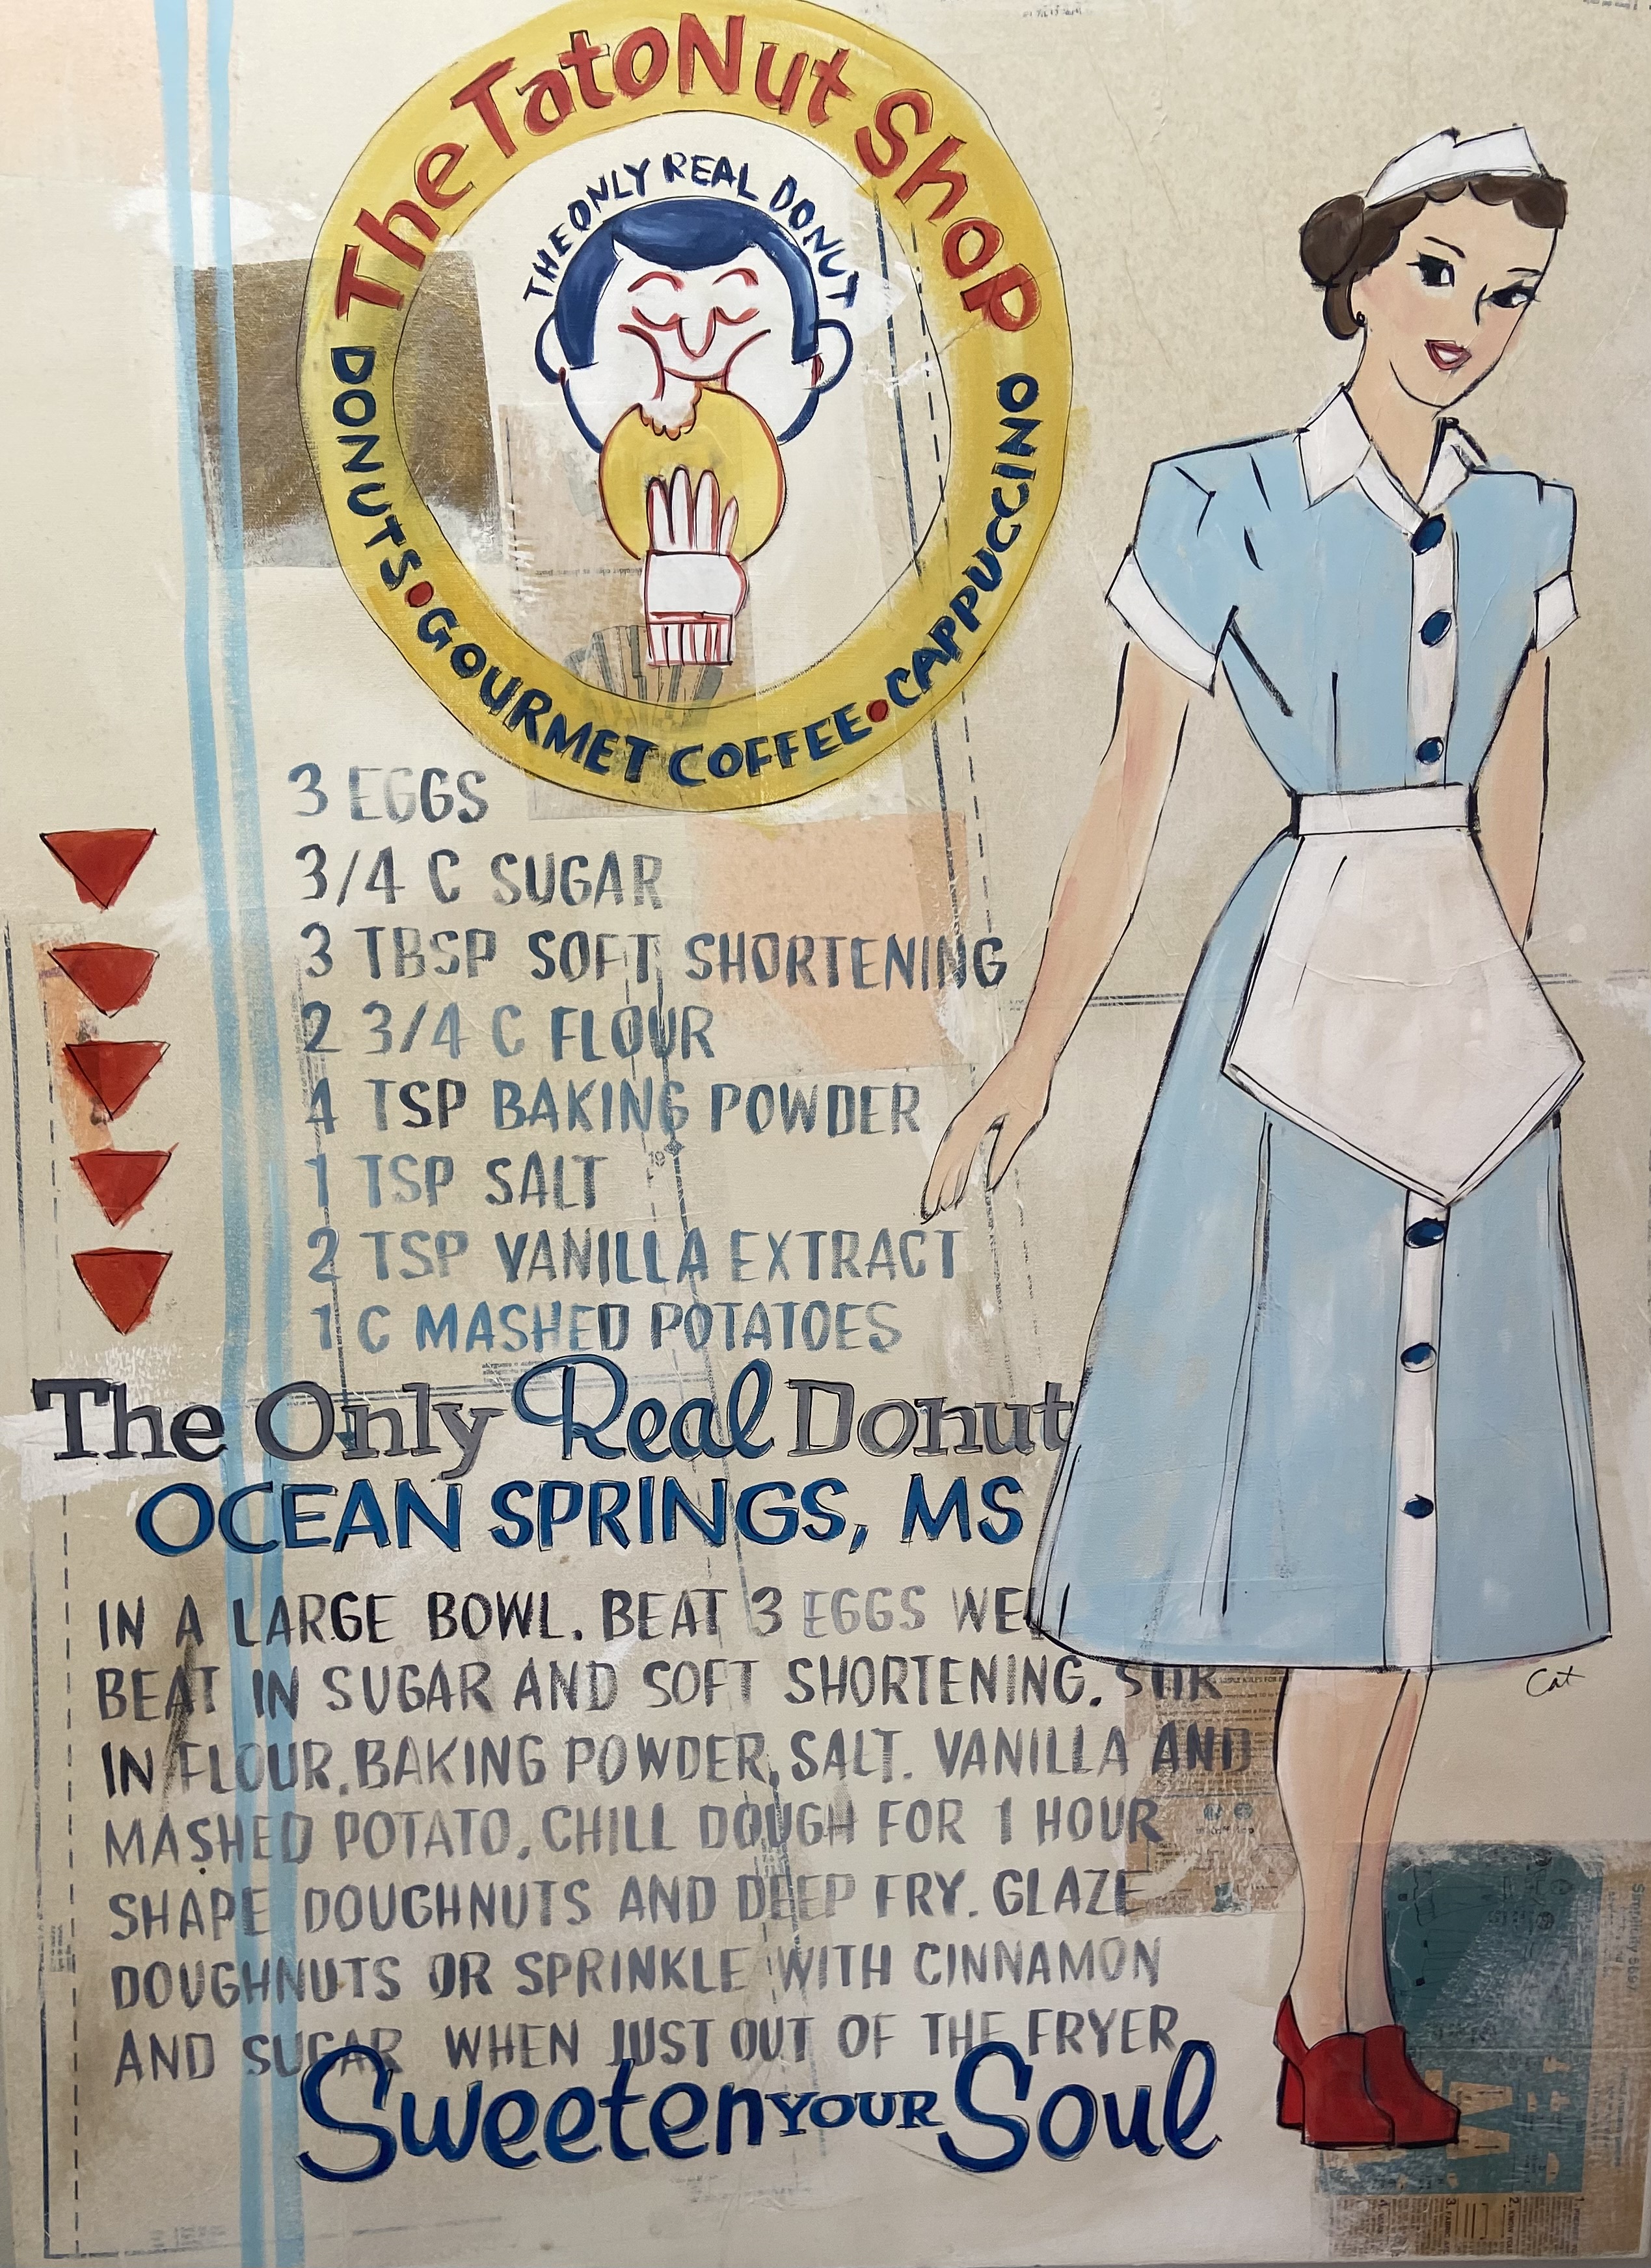 The TatoNut Shop
THE ONLY REAL DONUT
DONUTS • GOURMET COFFEE • CAPPUCCINO
3 EGGS
3/4 C SUGAR
3 TBSP SOFT SHORTENING
2 3/4 C FLOUR
4 TSP BAKING POWDER
1 TSP SALT
2 TSP VANILLA EXTRACT
1 C MASHED POTATOES
The Only Real Donut
OCEAN SPRINGS, MS
IN A LARGE BOWL. BEAT 3 EGGS WEL
BEAT IN SUGAR AND SOFT SHORTENING. STIR
IN FLOUR, BAKING POWDER, SALT. VANILLA AND
MASHED POTATO, CHILL DOUGH FOR 1 HOUR
SHAPE DOUGHNUTS AND DEEP FRY. GLAZE
DOUGHNUTS OR SPRINKLE WITH CINNAMON
AND SUGAR WHEN JUST OUT OF THE FRYER
Sweeten YOUR Soul
Cat